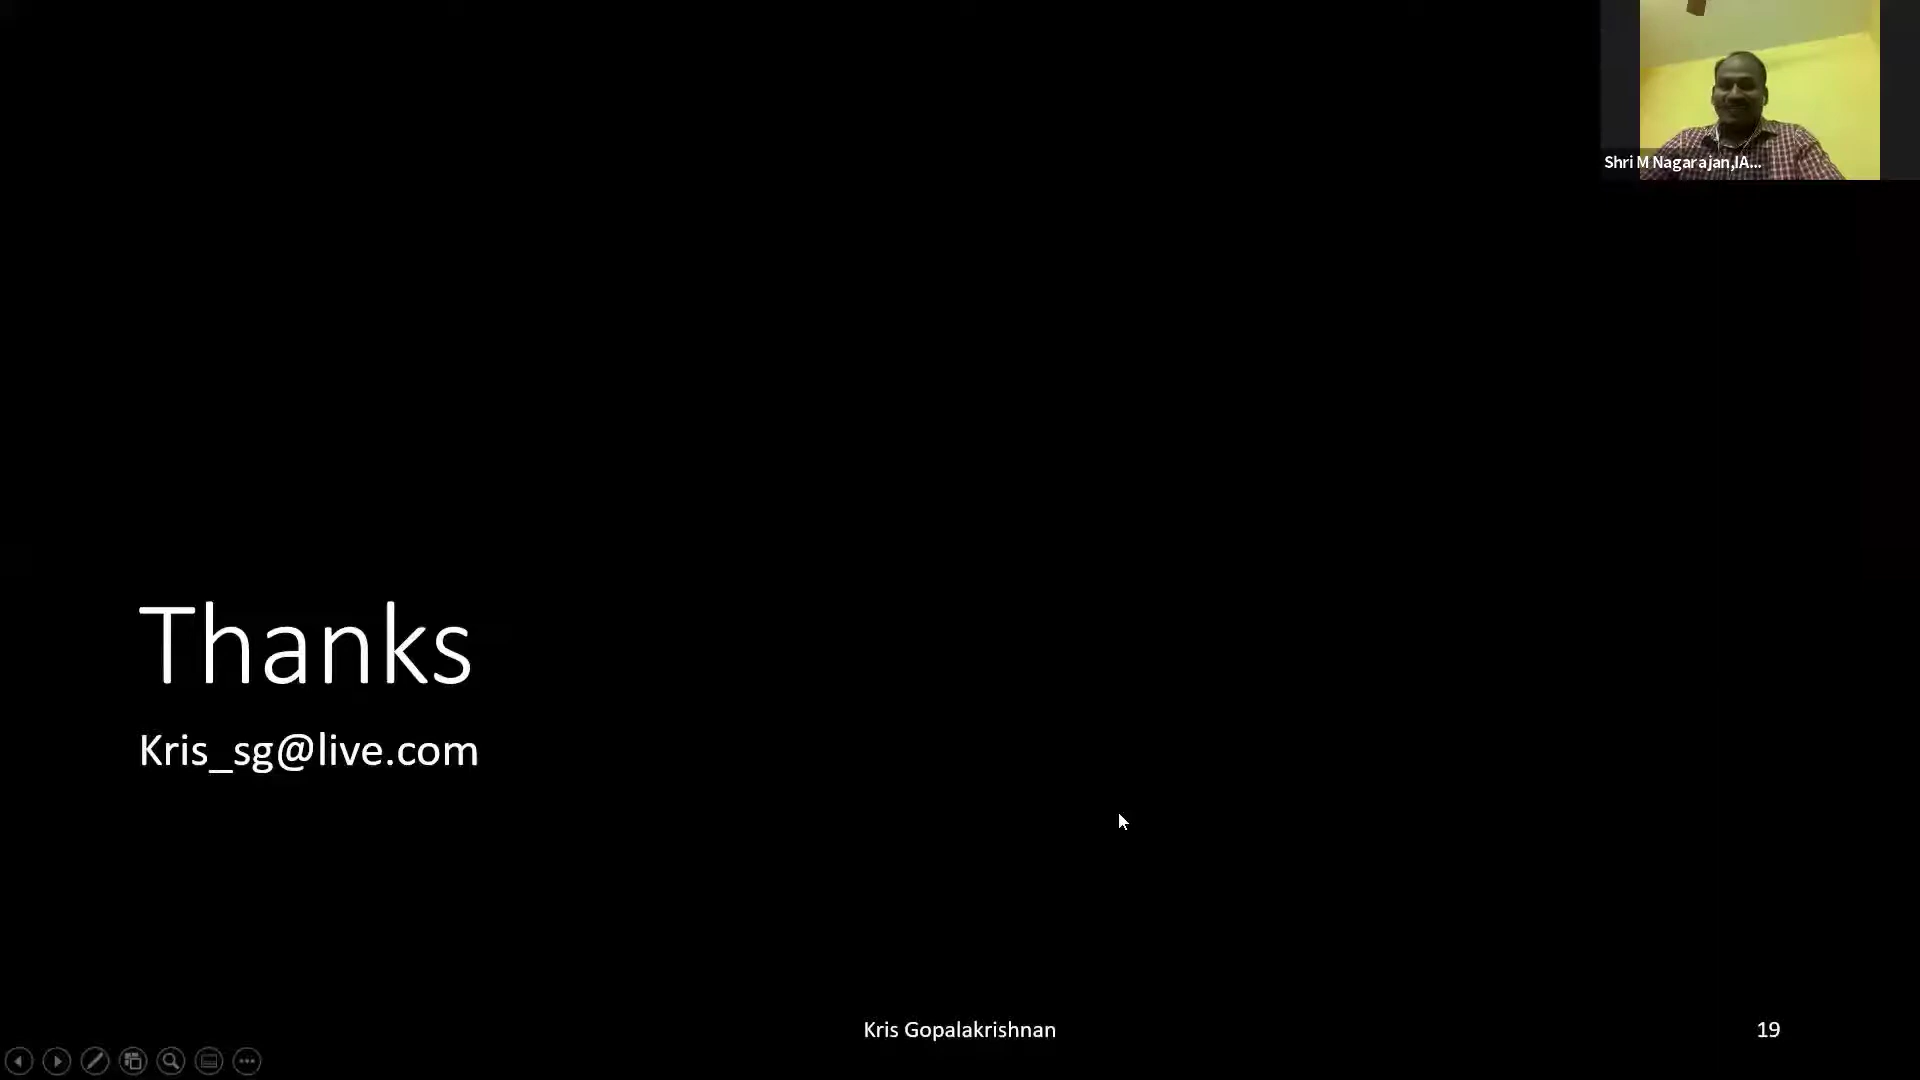 Shri M Nagarajan,IA...
Thanks
Kris_sg@live.com
Kris Gopalakrishnan
19